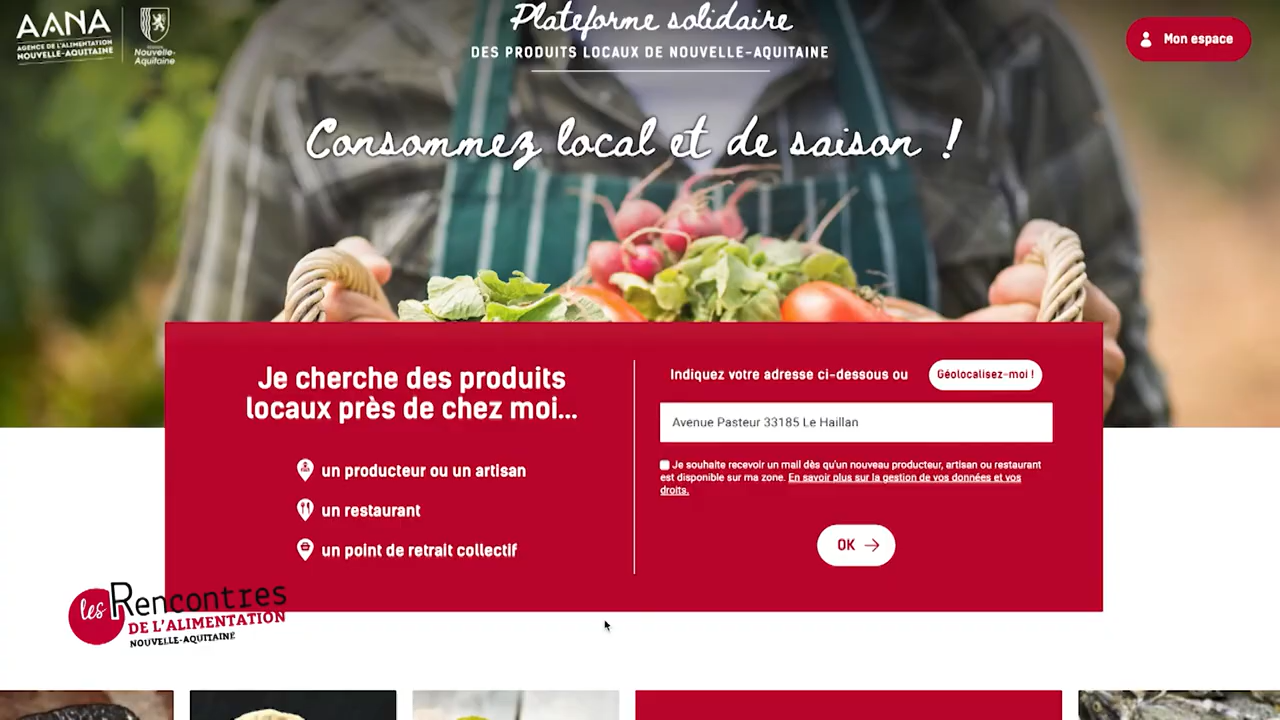 AANA
AGENCE DE L'ALIMENTATION
NOUVELLE-AQUITAINE
RÉGION
Nouvelle-
Aquitaine
Plateforme solidaire
DES PRODUITS LOCAUX DE NOUVELLE-AQUITAINE
Mon espace
Consommez local et de saison !
Je cherche des produits
locaux près de chez moi...
un producteur ou un artisan
un restaurant
un point de retrait collectif
Indiquez votre adresse ci-dessous ou
Géolocalisez-moi !
Avenue Pasteur 33185 Le Haillan
Je souhaite recevoir un mail dès qu'un nouveau producteur, artisan ou restaurant
est disponible sur ma zone. En savoir plus sur la gestion de vos données et vos
droits.
OK
les Rencontres
DE L'ALIMENTATION
NOUVELLE-AQUITAINE